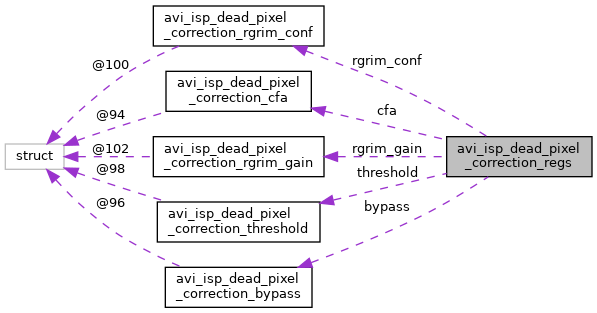 avi_isp_dead_pixel
_correction_rgrim_conf
@100
rgrim_conf
avi_isp_dead_pixel
_correction_cfa
@94
cfa
struct
@102
avi_isp_dead_pixel
_correction_rgrim_gain
rgrim_gain
avi_isp_dead_pixel
_correction_regs
@98
threshold
avi_isp_dead_pixel
_correction_threshold
@96
bypass
avi_isp_dead_pixel
_correction_bypass